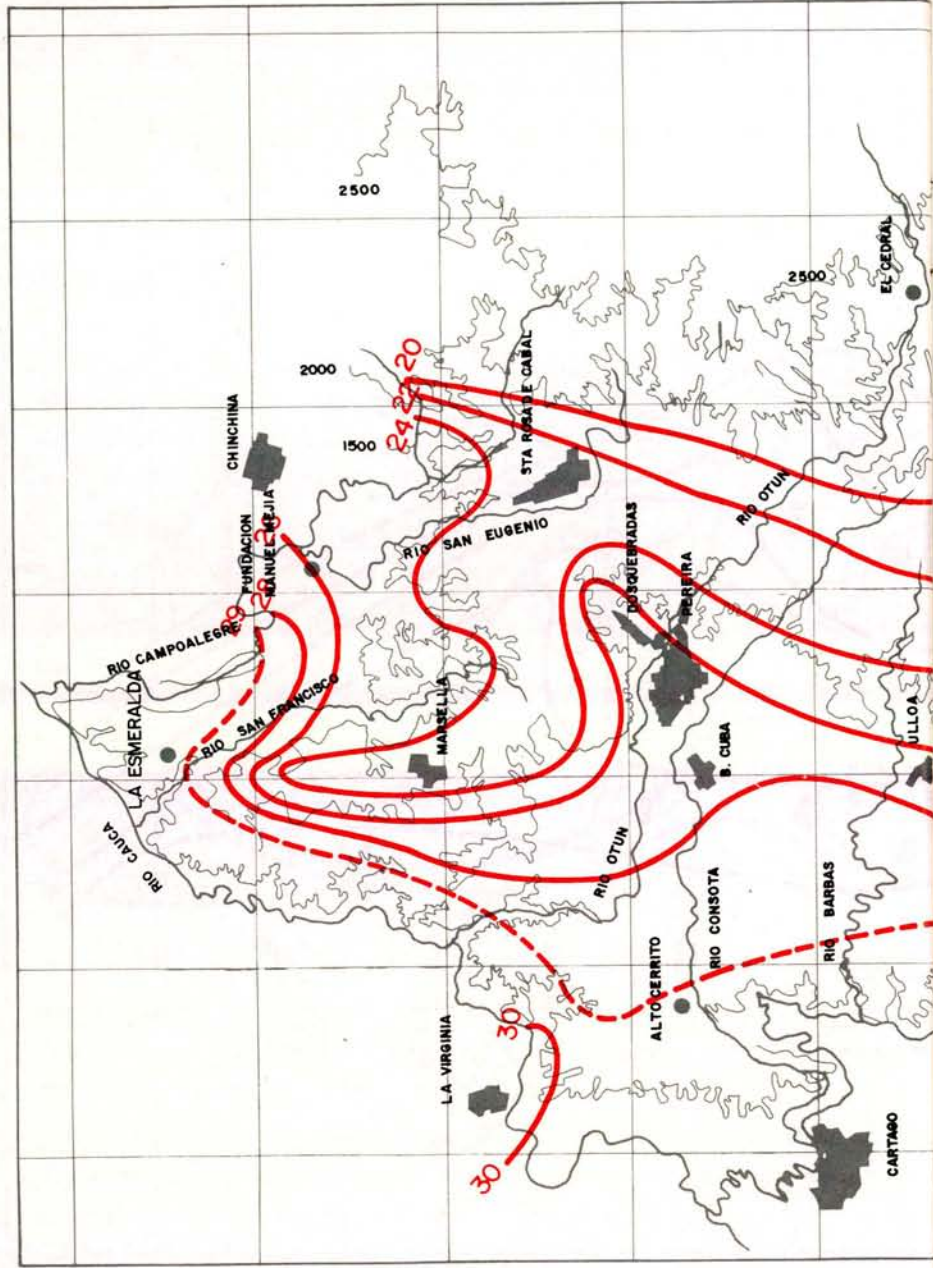 2500
2000
1500
CHINCHINA
FUNDACION
MANUEL MEJIA
RIO CAMPOALEGRE
LA ESMERALDA
RIO SAN FRANCISCO
RIO CAUCA
29
28
24
22
20
STA ROSA DE CABAL
RIO SAN EUGENIO
MARSELLA
DOSQUEBRADAS
PEREIRA
RIO OTUN
EL CEDRAL
2500
B. CUBA
ULLOA
RIO OTUN
RIO CONSOTA
RIO BARBAS
ALTO CERRITO
LA VIRGINIA
30
30
CARTAGO